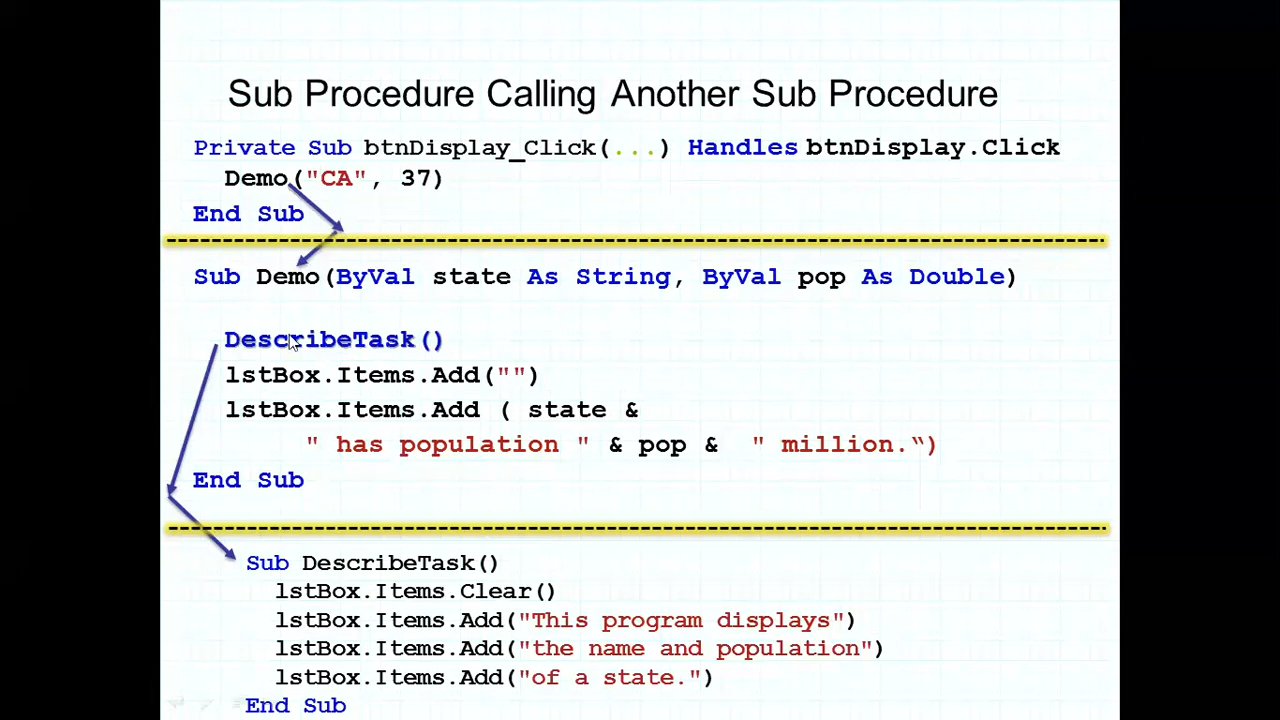 Sub Procedure Calling Another Sub Procedure
Private Sub btnDisplay_Click(...) Handles btnDisplay.Click
Demo("CA", 37)
End Sub
Sub Demo(ByVal state As String, ByVal pop As Double)
DescribeTask()
lstBox.Items.Add("")
lstBox.Items.Add ( state &
" has population " & pop & " million.“)
End Sub
Sub DescribeTask()
lstBox.Items.Clear()
lstBox.Items.Add("This program displays")
lstBox.Items.Add("the name and population")
lstBox.Items.Add("of a state.")
End Sub